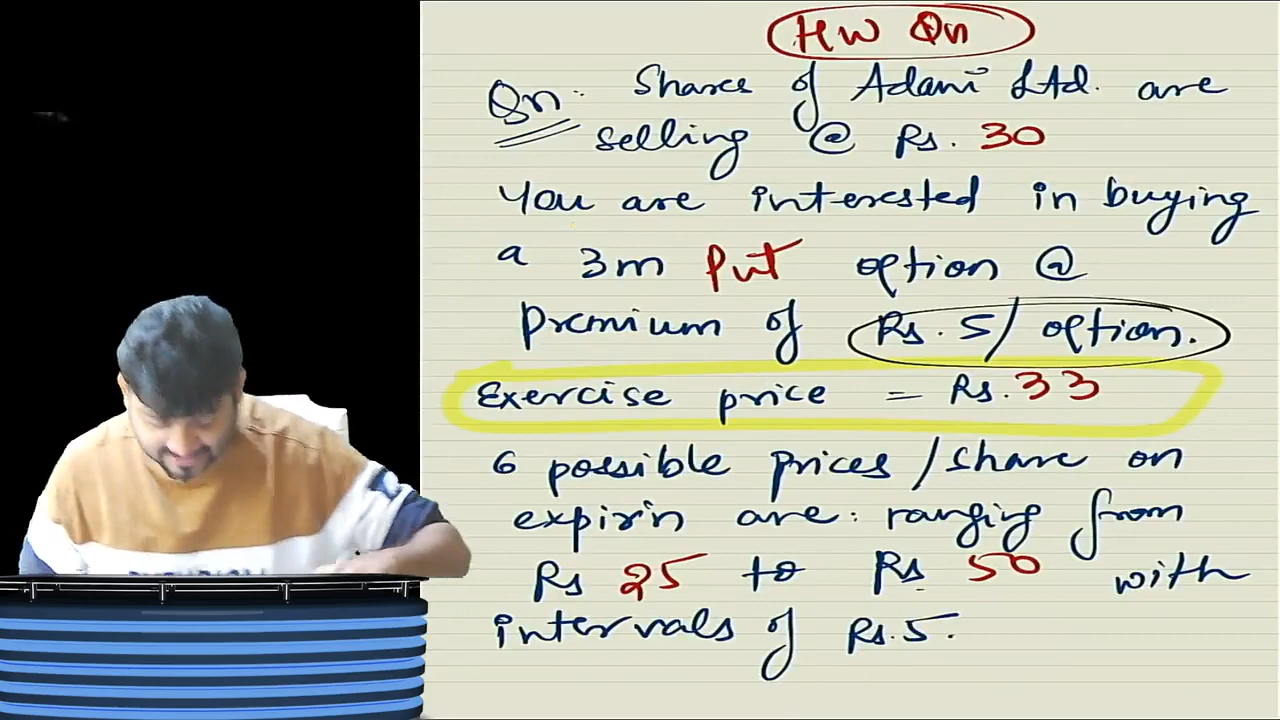 HW Qn
Qn: Shares of Adani Ltd. are
selling @ Rs. 30
You are interested in buying
a 3m Put option @
premium of Rs. 5/option.
Exercise price = Rs. 33
6 possible prices/share on
expirin are: ranging from
Rs 25 to Rs 50 with
intervals of Rs. 5.